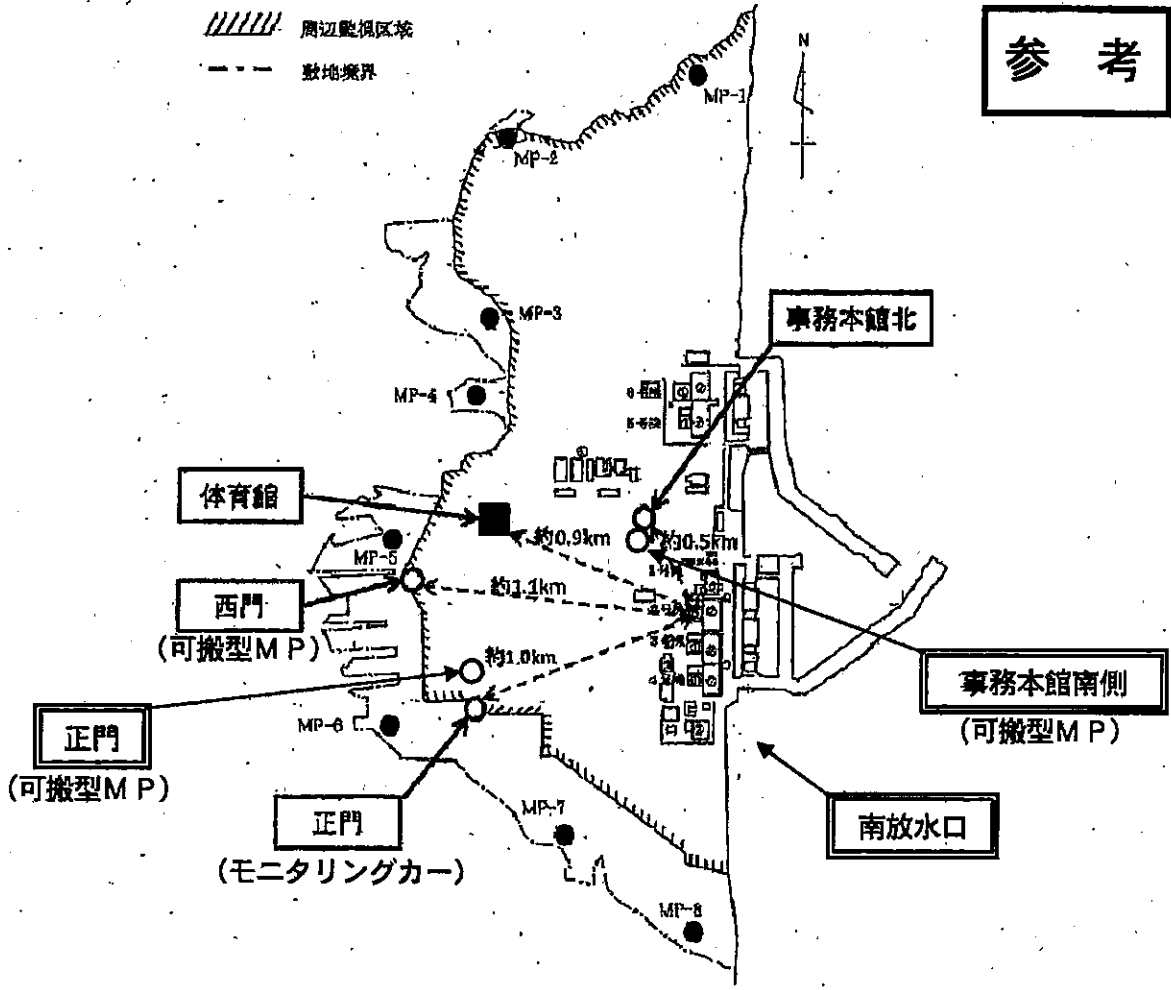 周辺監視区域
敷地境界
参 考
N
MP-1
MP-2
MP-3
MP-4
事務本館北
体育館
約0.9km
約0.5km
MP-5
西門
(可搬型MP)
約1.1km
約1.0km
正門
(可搬型MP)
MP-6
事務本館南側
(可搬型MP)
正門
(モニタリングカー)
MP-7
南放水口
MP-8